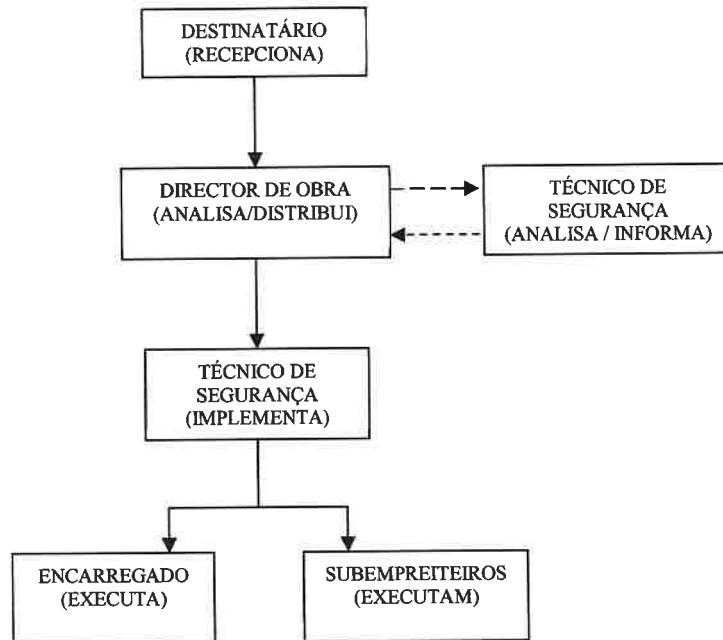 DESTINATÁRIO
(RECEPCIONA)
DIRECTOR DE OBRA
(ANALISA/DISTRIBUI)
TÉCNICO DE
SEGURANÇA
(ANALISA / INFORMA)
TÉCNICO DE
SEGURANÇA
(IMPLEMENTA)
ENCARREGADO
(EXECUTA)
SUBEMPREITEIROS
(EXECUTAM)